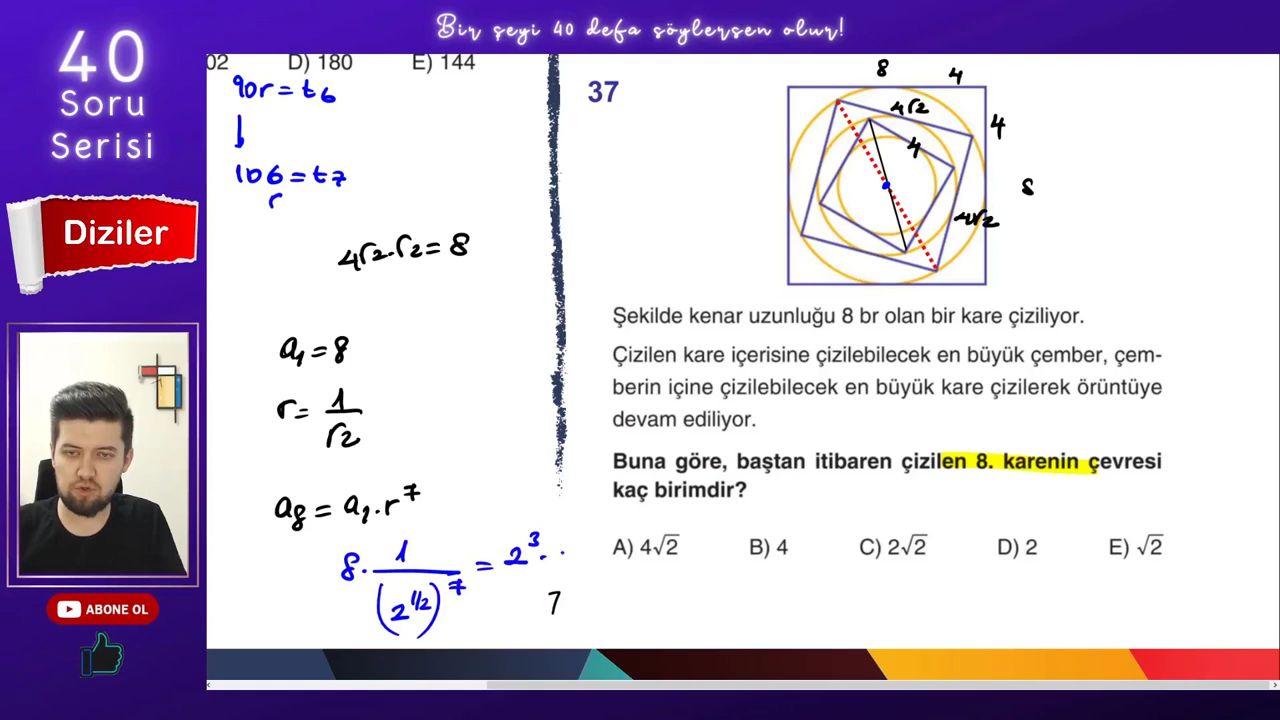 Bir şeyi 40 defa söylersen olur!
40
Soru
Serisi
Diziler
ABONE OL
02 D) 180 E) 144
90r = t6
106 = t7
r
4√2.√2 = 8
a1 = 8
r = 1/√2
a8 = a1.r^7
8. 1/(2^1/2)^7 = 2^3..
7
37
8 4
4√2
4
4
8
4√2
Şekilde kenar uzunluğu 8 br olan bir kare çiziliyor.
Çizilen kare içerisine çizilebilecek en büyük çember, çem-
berin içine çizilebilecek en büyük kare çizilerek örüntüye
devam ediliyor.
Buna göre, baştan itibaren çizilen 8. karenin çevresi
kaç birimdir?
A) 4√2 B) 4 C) 2√2 D) 2 E) √2